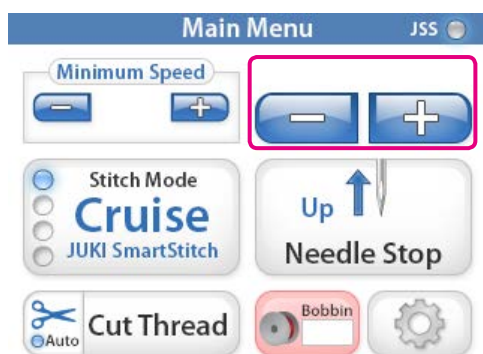 Main Menu
JSS
Minimum Speed
Stitch Mode
Cruise
JUKI SmartStitch
Up
Needle Stop
Auto
Cut Thread
Bobbin